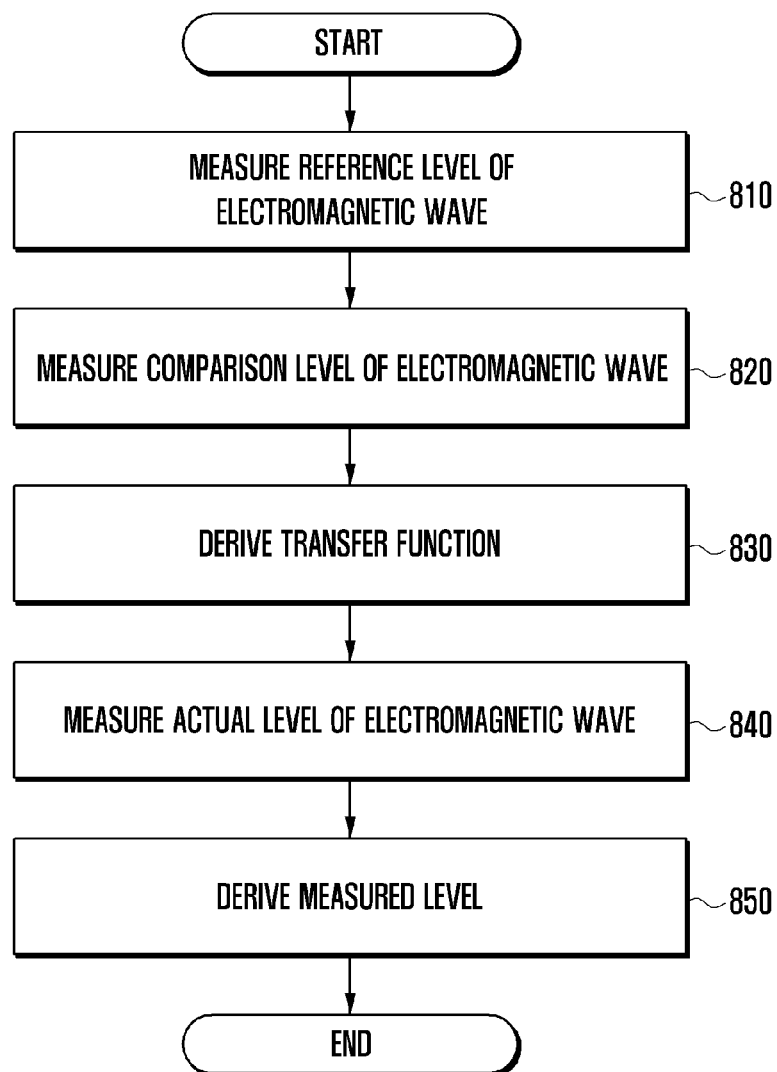 START
MEASURE REFERENCE LEVEL OF
ELECTROMAGNETIC WAVE
810
MEASURE COMPARISON LEVEL OF ELECTROMAGNETIC WAVE
820
DERIVE TRANSFER FUNCTION
830
MEASURE ACTUAL LEVEL OF ELECTROMAGNETIC WAVE
840
DERIVE MEASURED LEVEL
850
END